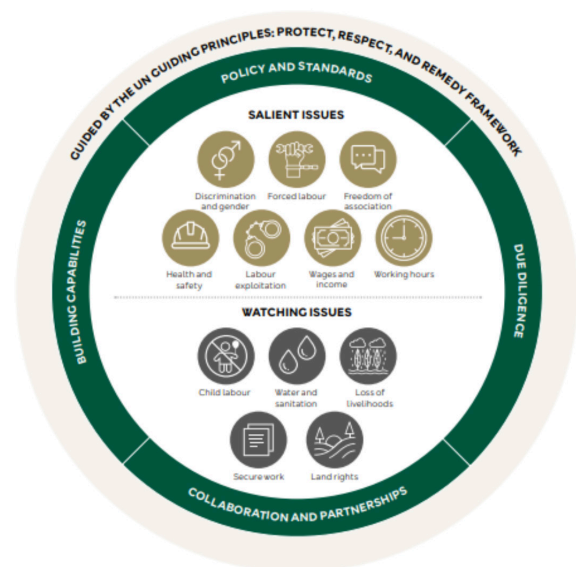 GUIDED BY THE UN GUIDING PRINCIPLES: PROTECT, RESPECT, AND REMEDY FRAMEWORK
POLICY AND STANDARDS
SALIENT ISSUES
Discrimination
and gender
Forced labour
Freedom of
association
Health and
safety
Labour
exploitation
Wages and
income
Working hours
WATCHING ISSUES
Child labour
Water and
sanitation
Loss of
livelihoods
Secure work
Land rights
BUILDING CAPABILITIES
DUE DILIGENCE
COLLABORATION AND PARTNERSHIPS